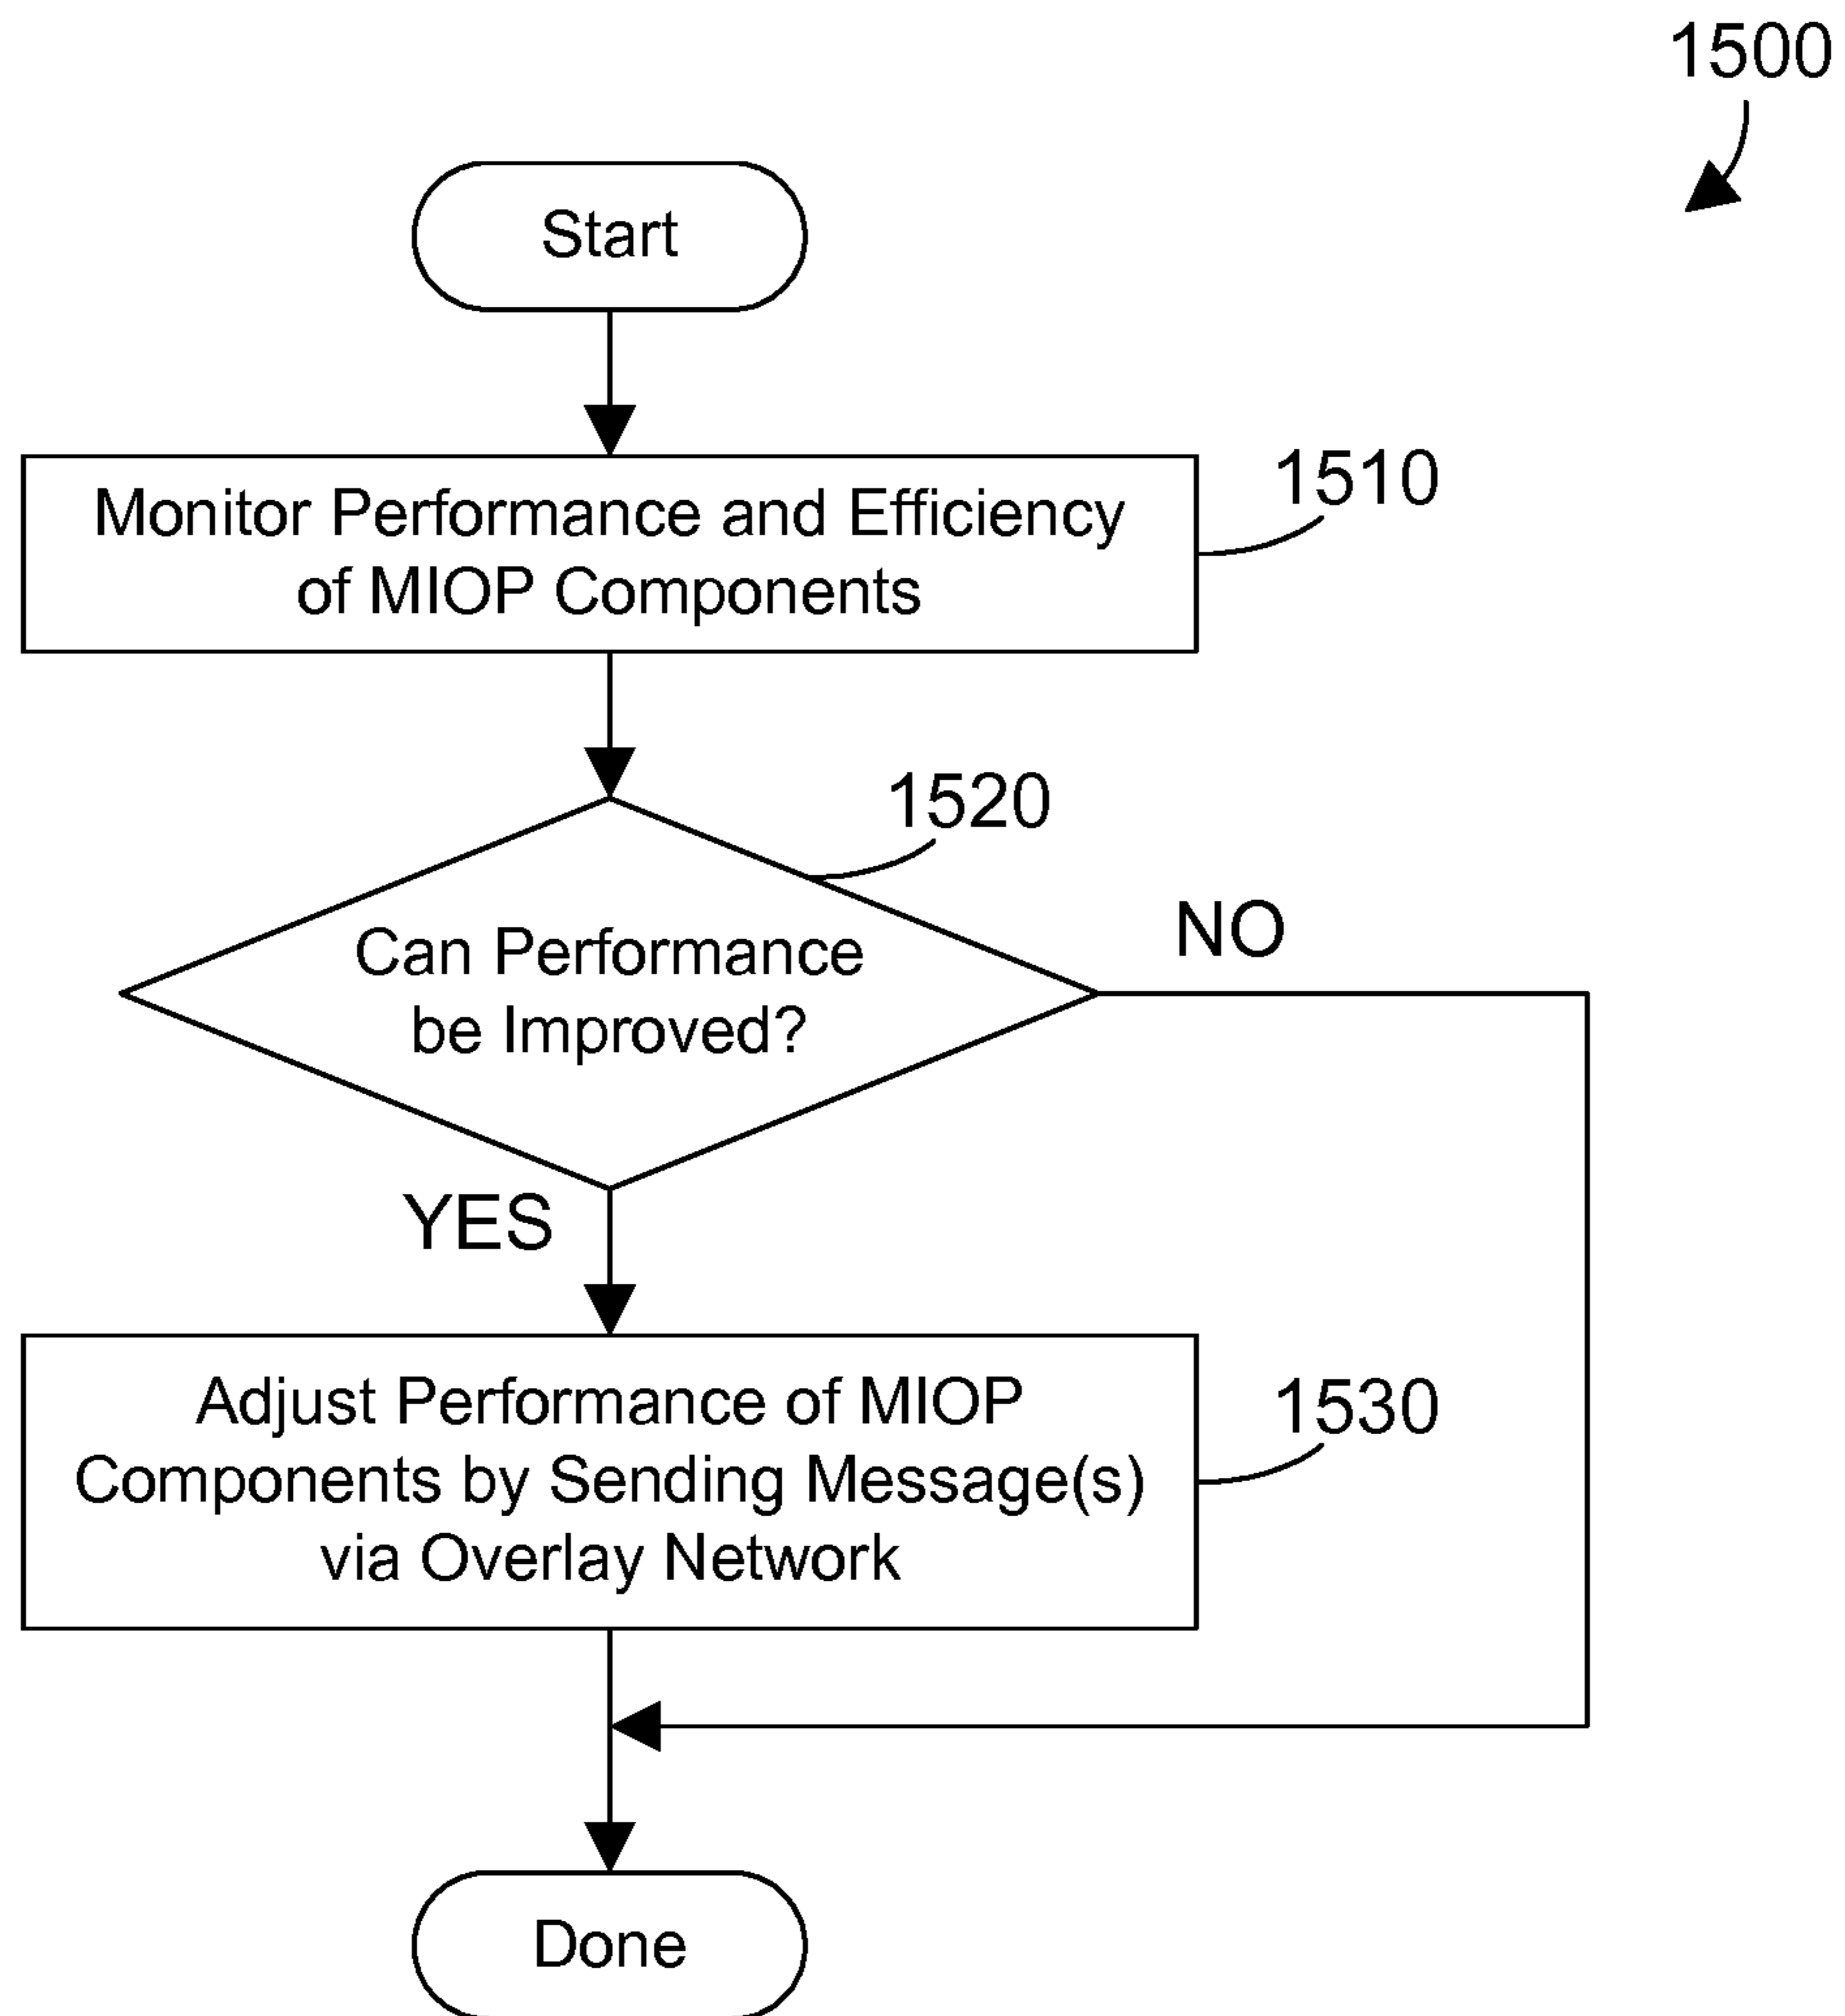 1500
Start
Monitor Performance and Efficiency
of MIOP Components
1510
1520
Can Performance
be Improved?
NO
YES
Adjust Performance of MIOP
Components by Sending Message(s)
via Overlay Network
1530
Done